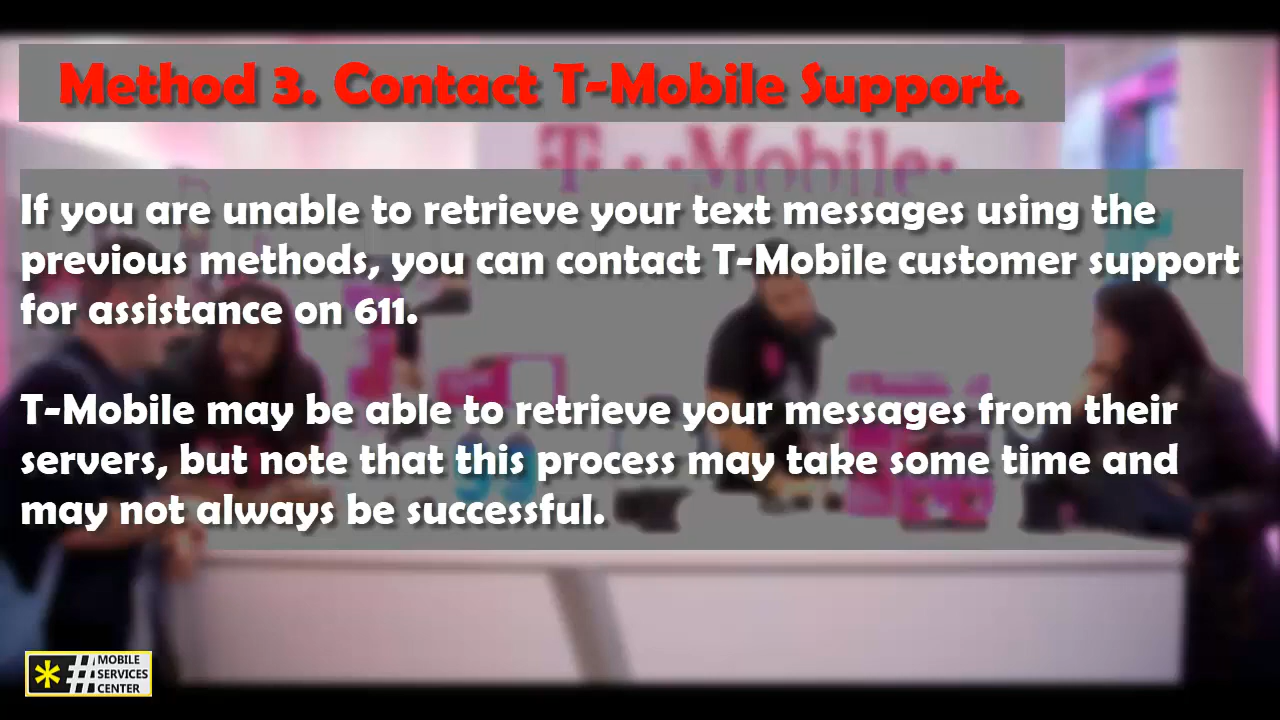 Method 3. Contact T-Mobile Support.
T··Mobile·
If you are unable to retrieve your text messages using the
previous methods, you can contact T-Mobile customer support
for assistance on 611.
T-Mobile may be able to retrieve your messages from their
servers, but note that this process may take some time and
may not always be successful.
*#MOBILE
SERVICES
CENTER